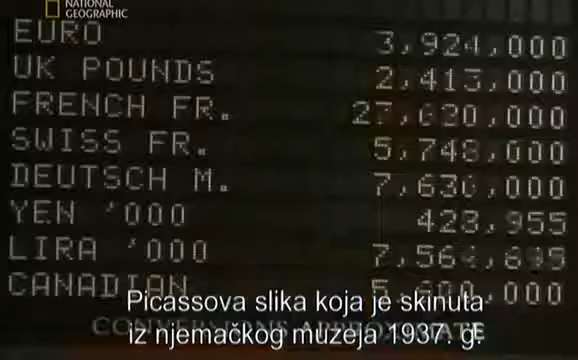 NATIONAL
GEOGRAPHIC
EURO 3,924,000
UK POUNDS 2,413,000
FRENCH FR.
SWISS FR. 5,748,000
DEUTSCH M. 7,630,000
YEN '000 423,955
LIRA '000
CANADIAN
Picassova slika koja je skinuta
iz njemačkog muzeja 1937. g.